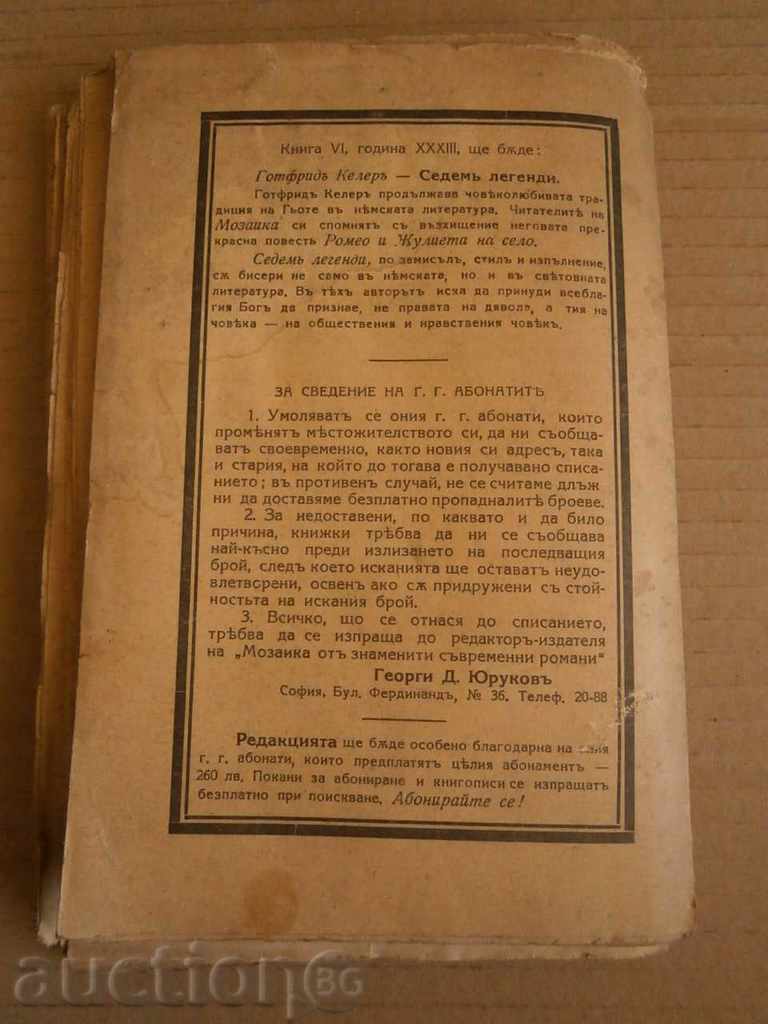 Книга VI, година XXXIII, ще бѫде:
Готфридъ Келеръ — Седемь легенди.
Готфридъ Келеръ продължава човѣколюбивата тра-
диция на Гьоте въ нѣмската литература. Читателитѣ на
Мозаика си спомнятъ съ възхищение неговата пре-
красна повесть Ромео и Жулиета на село.
Седемь легенди, по замисълъ, стилъ и изпълнение,
сѫ бисери не само въ нѣмската, но и въ свѣтовната
литература. Въ тѣхъ авторътъ иска да принуди всебла-
гия Богъ да признае, не правата на дявола, а тия на
човѣка — на обществения и нравствения човѣкъ.
ЗА СВЕДЕНИЕ НА Г. Г. АБОНАТИТѢ
1. Умоляватъ се ония г. г. абонати, които
промѣнятъ мѣстожителството си, да ни съобща-
ватъ своевременно, както новия си адресъ, така
и стария, на който до тогава е получавано списа-
нието; въ противенъ случай, не се считаме длъж
ни да доставяме безплатно пропадналитѣ броеве.
2. За недоставени, по каквато и да било
причина, книжки трѣбва да ни се съобщава
най-късно преди излизането на последващия
брой, следъ което исканията ще оставатъ неудо-
влетворени, освенъ ако сѫ придружени съ стой-
ностьта на искания брой.
3. Всичко, що се отнася до списанието,
трѣбва да се изпраща до редакторъ-издателя
на „Мозаика отъ знаменити съвременни романи“
Георги Д. Юруковъ
София, Бул. Фердинандъ, № 36. Телеф. 20-88
Редакцията ще бѫде особено благодарна на
г. г. абонати, които предплатятъ цѣлия абонаментъ —
260 лв. Покани за абониране и книгописи се изпращатъ
безплатно при поискване. Абонирайте се!
auctionBG